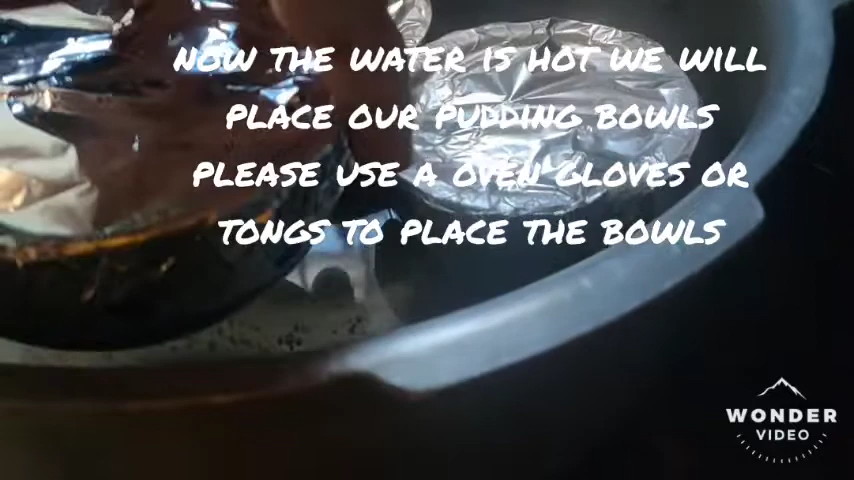 NOW THE WATER IS HOT WE WILL
PLACE OUR PUDDING BOWLS
PLEASE USE A OVEN GLOVES OR
TONGS TO PLACE THE BOWLS
WONDER
VIDEO